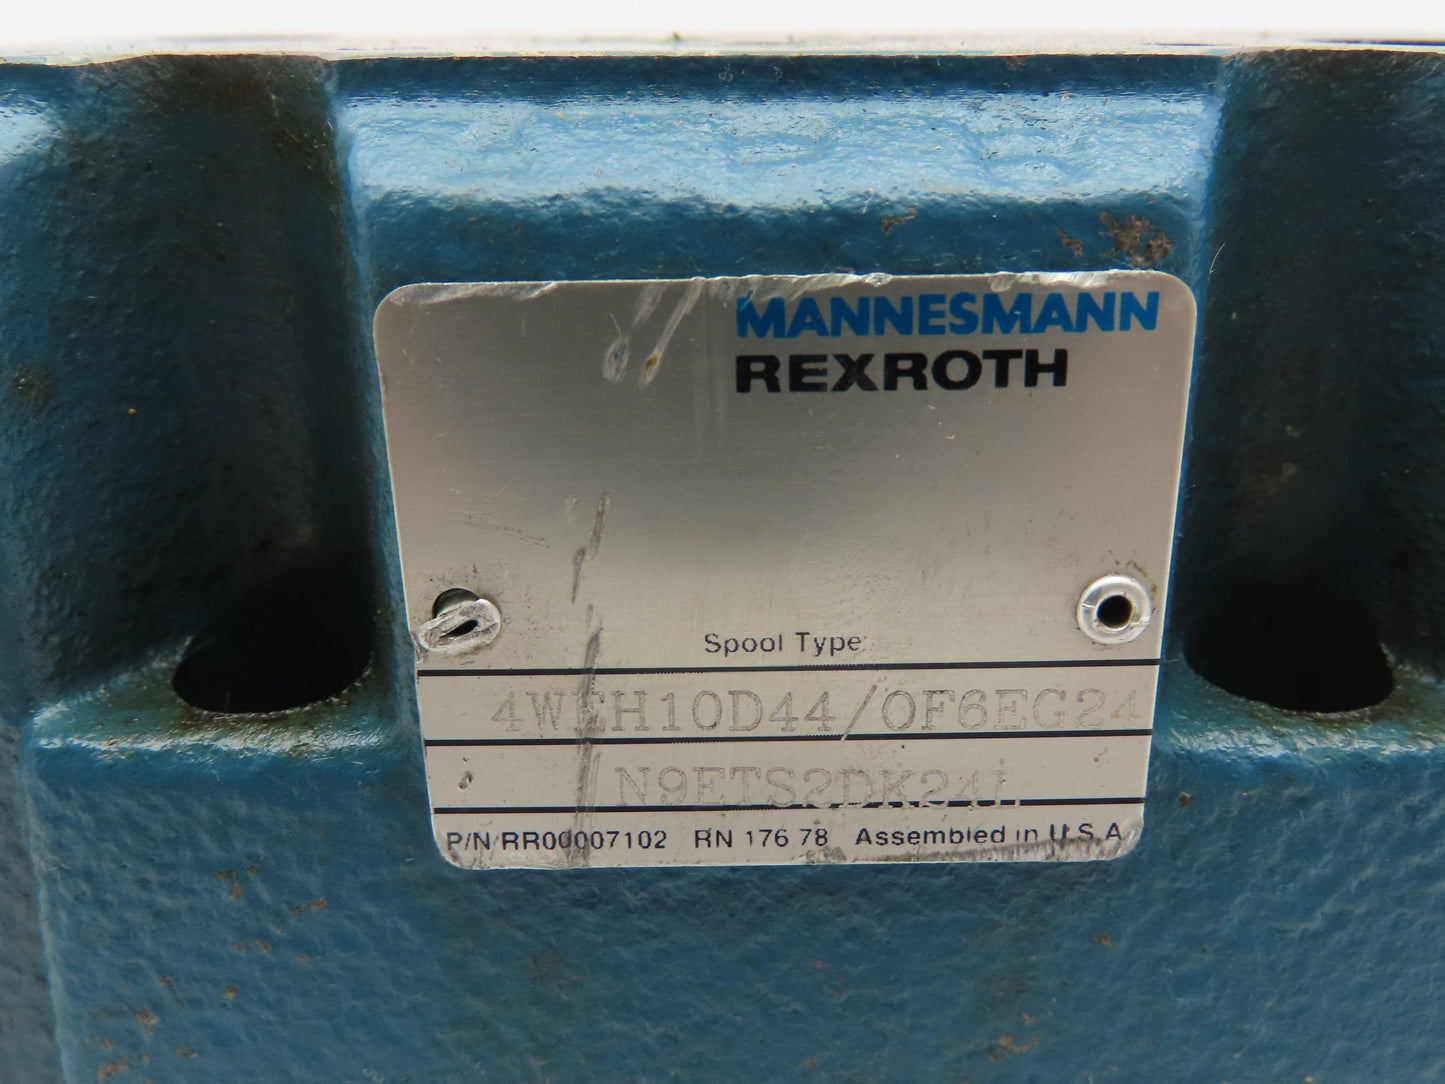 MANNESMANN
REXROTH
Spool Type
4WEH10D44/OF6EG24
N9ETS2DK24L
P/N RR00007102 RN 176 78 Assembled in U.S.A